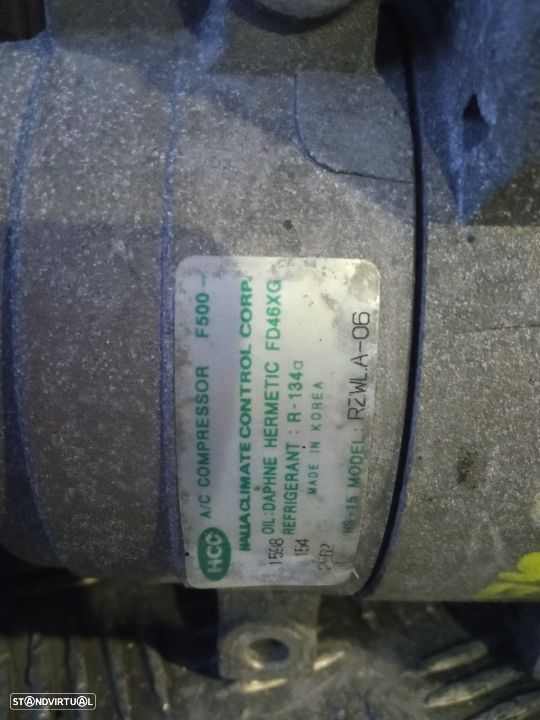 HCC
A/C COMPRESSOR F500-
HALLA CLIMATE CONTROL CORP.
OIL:DAPHNE HERMETIC FD46XG
REFRIGERANT : R-134a
MADE IN KOREA
HS-15 MODEL: RZWLA-06
1598
154
STANDVIRTUAL